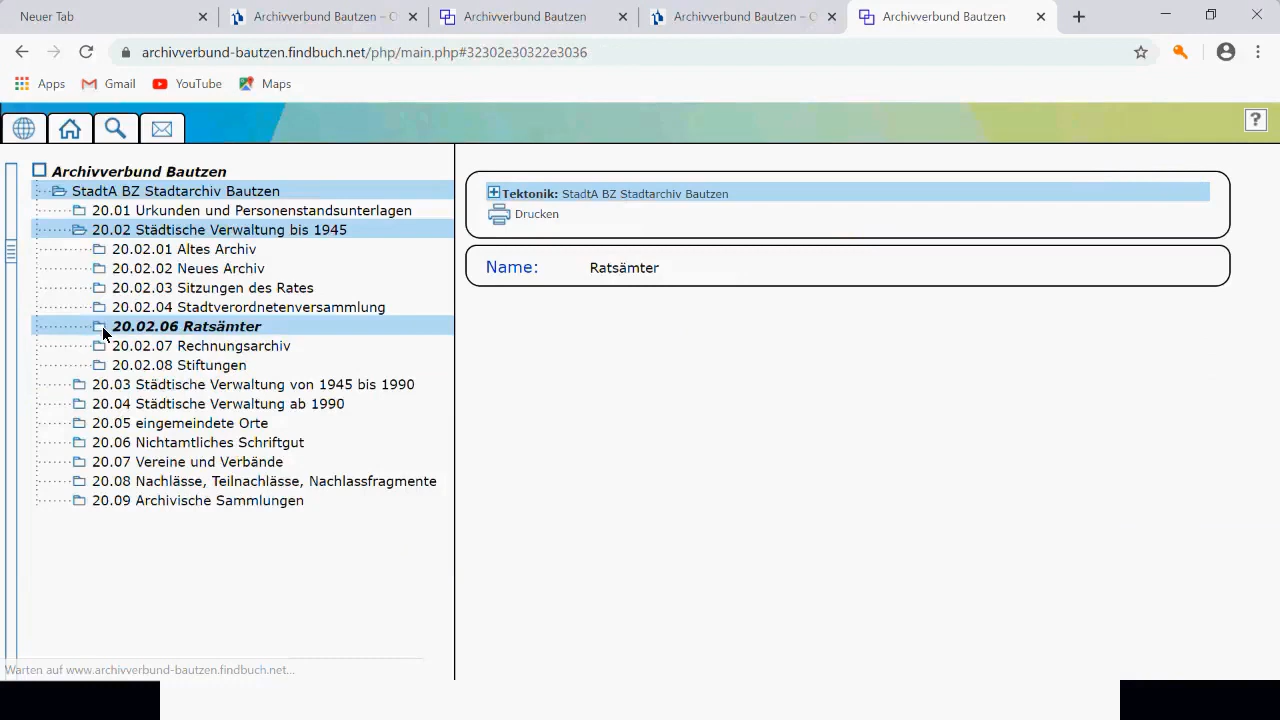 Neuer Tab
Archivverbund Bautzen – O
Archivverbund Bautzen
Archivverbund Bautzen – O
Archivverbund Bautzen
archivverbund-bautzen.findbuch.net/php/main.php#32302e30322e3036
Apps
Gmail
YouTube
Maps
?
Archivverbund Bautzen
StadtA BZ Stadtarchiv Bautzen
20.01 Urkunden und Personenstandsunterlagen
20.02 Städtische Verwaltung bis 1945
20.02.01 Altes Archiv
20.02.02 Neues Archiv
20.02.03 Sitzungen des Rates
20.02.04 Stadtverordnetenversammlung
20.02.06 Ratsämter
20.02.07 Rechnungsarchiv
20.02.08 Stiftungen
20.03 Städtische Verwaltung von 1945 bis 1990
20.04 Städtische Verwaltung ab 1990
20.05 eingemeindete Orte
20.06 Nichtamtliches Schriftgut
20.07 Vereine und Verbände
20.08 Nachlässe, Teilnachlässe, Nachlassfragmente
20.09 Archivische Sammlungen
Tektonik: StadtA BZ Stadtarchiv Bautzen
Drucken
Name: Ratsämter
Warten auf www.archivverbund-bautzen.findbuch.net...